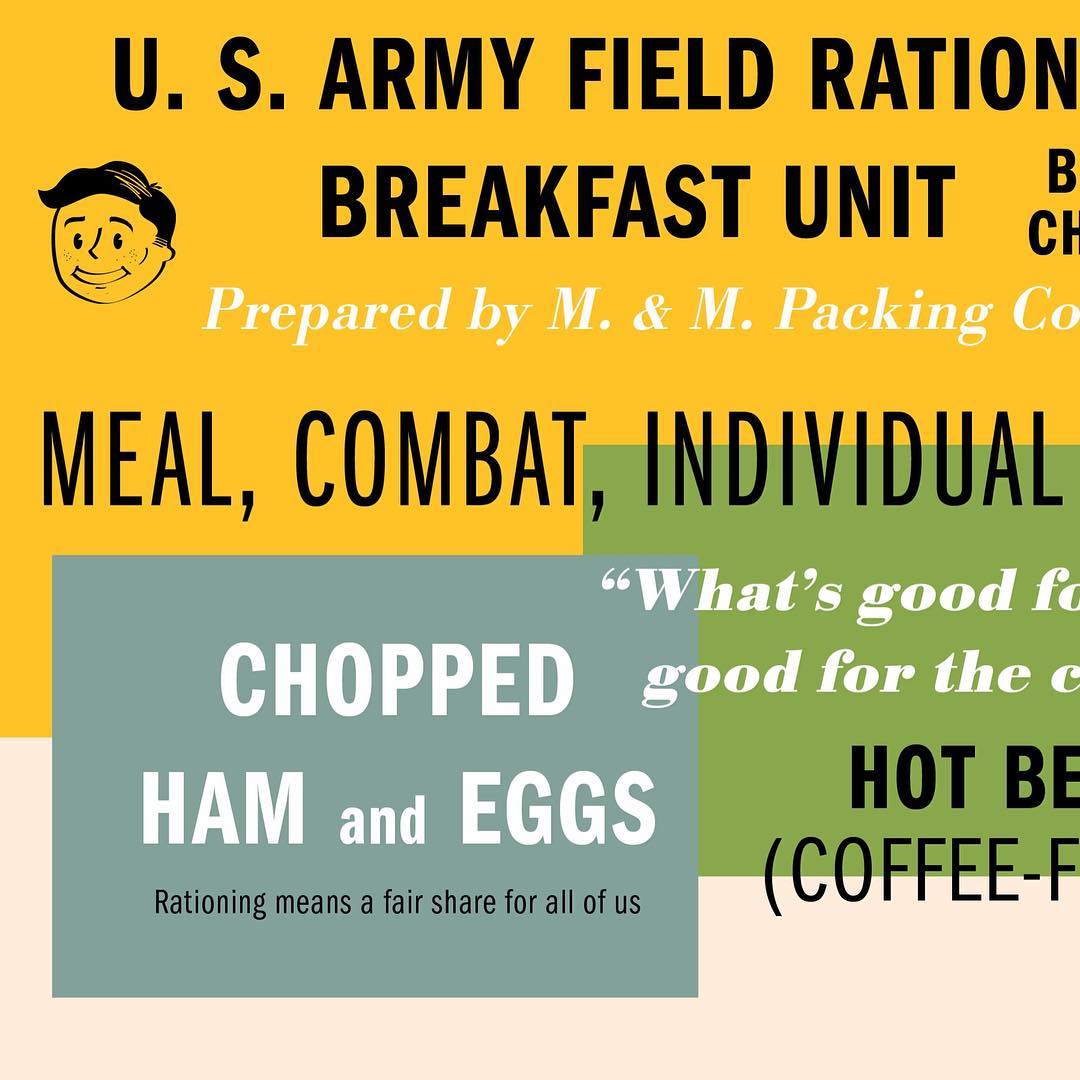 U. S. ARMY FIELD RATION
BREAKFAST UNIT
B
CH
Prepared by M. & M. Packing Co
MEAL, COMBAT, INDIVIDUAL
“What’s good fo
good for the c
CHOPPED
HAM and EGGS
Rationing means a fair share for all of us
HOT BE
(COFFEE-F